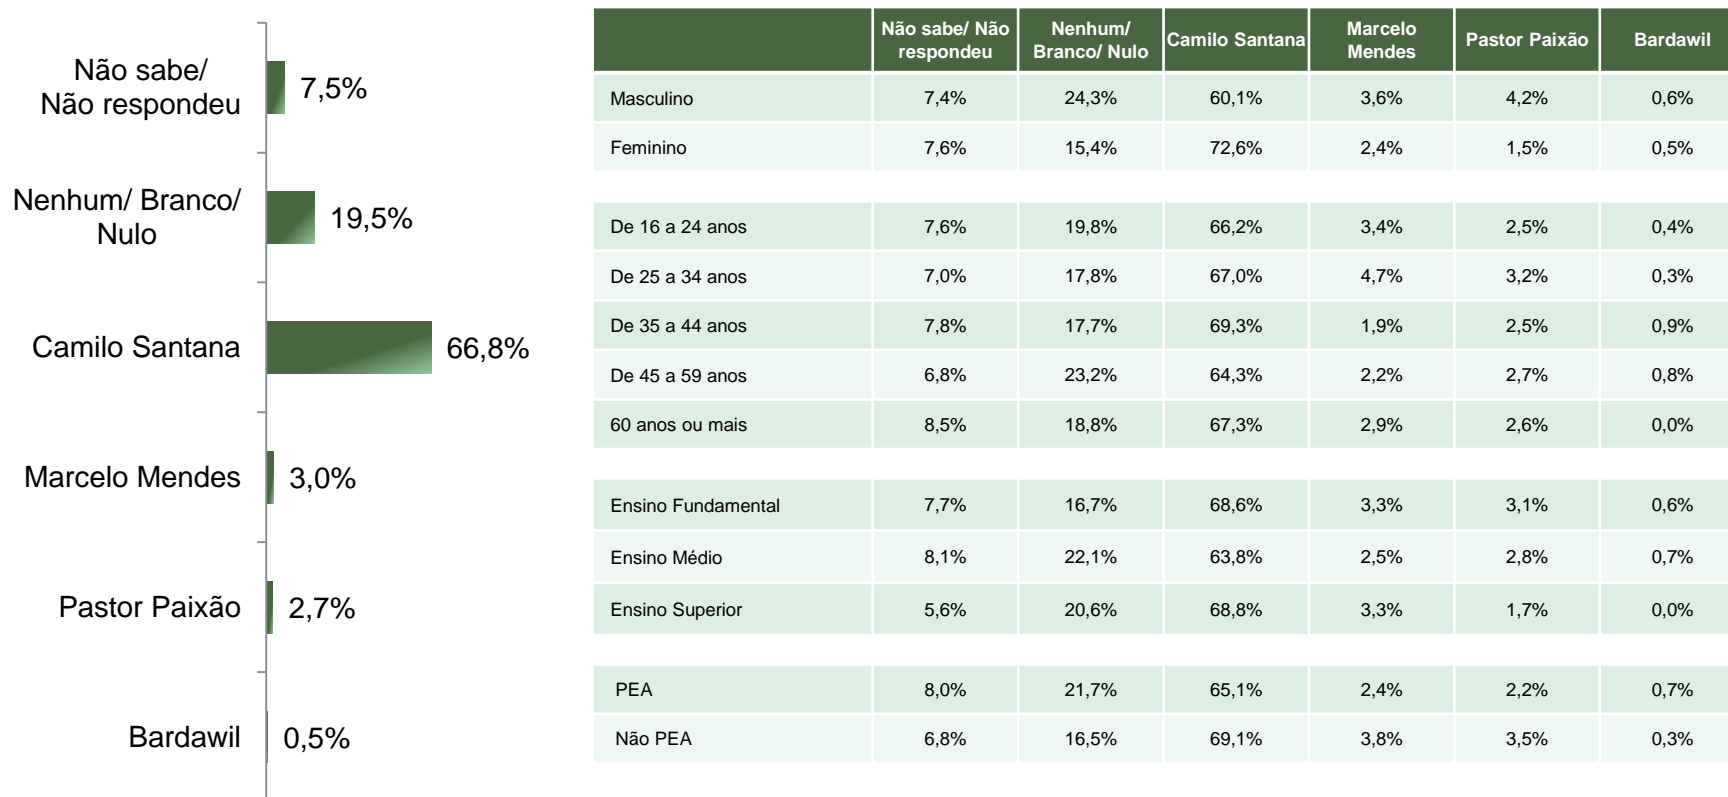 Não sabe/
Não respondeu
7,5%
Nenhum/ Branco/
Nulo
19,5%
Camilo Santana
66,8%
Marcelo Mendes
3,0%
Pastor Paixão
2,7%
Bardawil
0,5%
Não sabe/ Não
respondeu
Nenhum/
Branco/ Nulo
Camilo Santana
Marcelo
Mendes
Pastor Paixão
Bardawil
Masculino 7,4% 24,3% 60,1% 3,6% 4,2% 0,6%
Feminino 7,6% 15,4% 72,6% 2,4% 1,5% 0,5%
De 16 a 24 anos 7,6% 19,8% 66,2% 3,4% 2,5% 0,4%
De 25 a 34 anos 7,0% 17,8% 67,0% 4,7% 3,2% 0,3%
De 35 a 44 anos 7,8% 17,7% 69,3% 1,9% 2,5% 0,9%
De 45 a 59 anos 6,8% 23,2% 64,3% 2,2% 2,7% 0,8%
60 anos ou mais 8,5% 18,8% 67,3% 2,9% 2,6% 0,0%
Ensino Fundamental 7,7% 16,7% 68,6% 3,3% 3,1% 0,6%
Ensino Médio 8,1% 22,1% 63,8% 2,5% 2,8% 0,7%
Ensino Superior 5,6% 20,6% 68,8% 3,3% 1,7% 0,0%
PEA 8,0% 21,7% 65,1% 2,4% 2,2% 0,7%
Não PEA 6,8% 16,5% 69,1% 3,8% 3,5% 0,3%